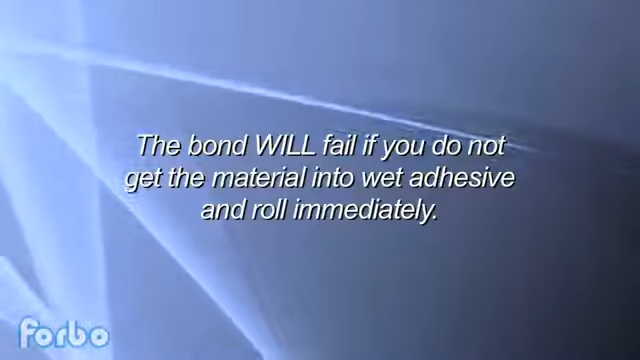 The bond WILL fail if you do not
get the material into wet adhesive
and roll immediately.
forbo